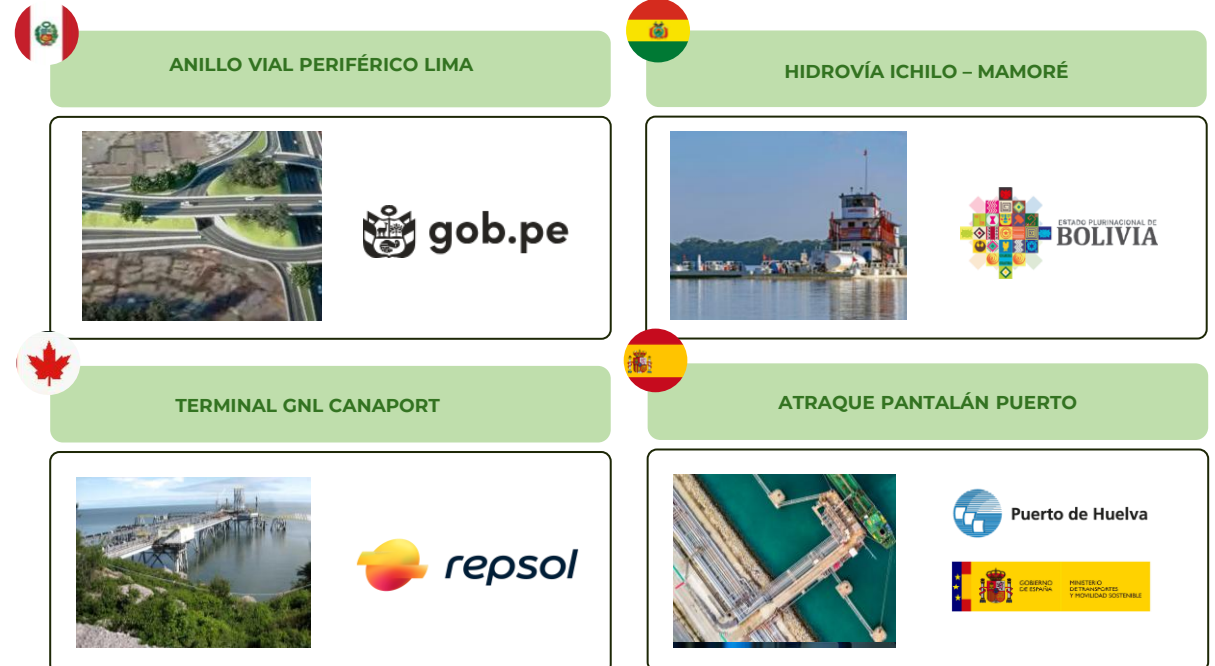 ANILLO VIAL PERIFÉRICO LIMA
HIDROVÍA ICHILO – MAMORÉ
gob.pe
ESTADO PLURINACIONAL DE
BOLIVIA
TERMINAL GNL CANAPORT
ATRAQUE PANTALÁN PUERTO
repsol
Puerto de Huelva
GOBIERNO
DE ESPAÑA
MINISTERIO
DE TRANSPORTES
Y MOVILIDAD SOSTENIBLE